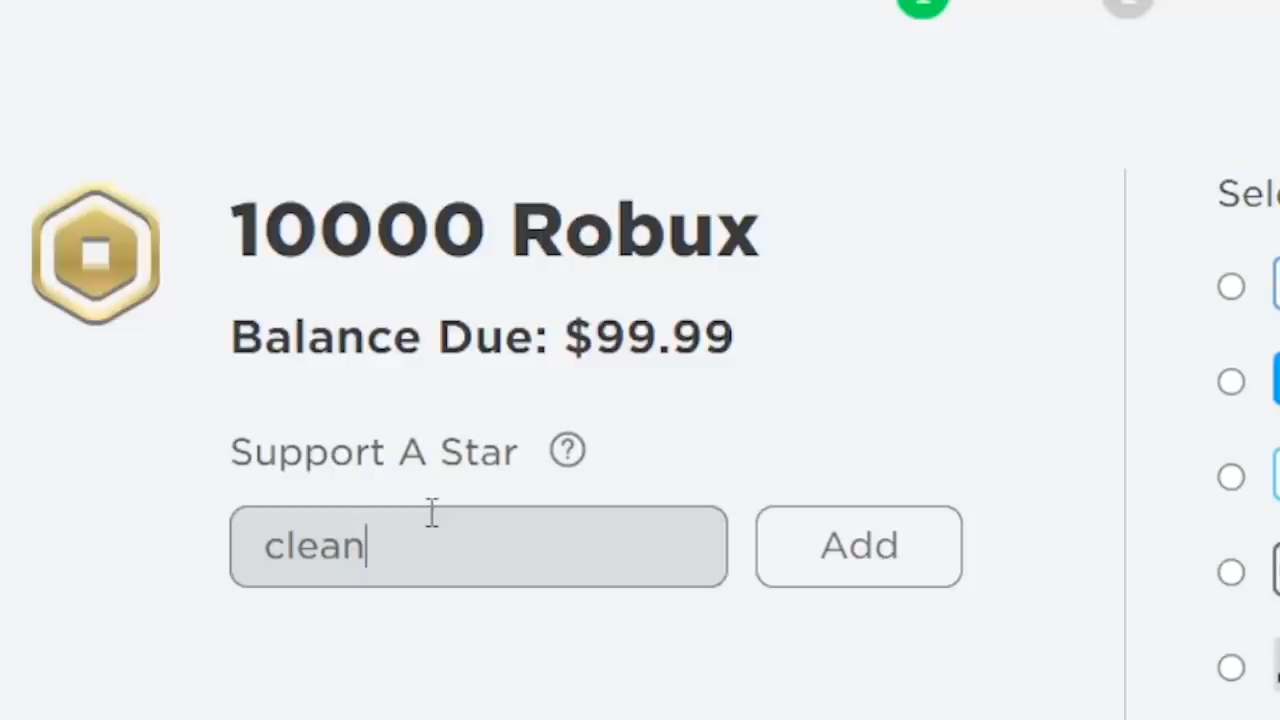 10000 Robux
Balance Due: $99.99
Support A Star ?
clean
Add